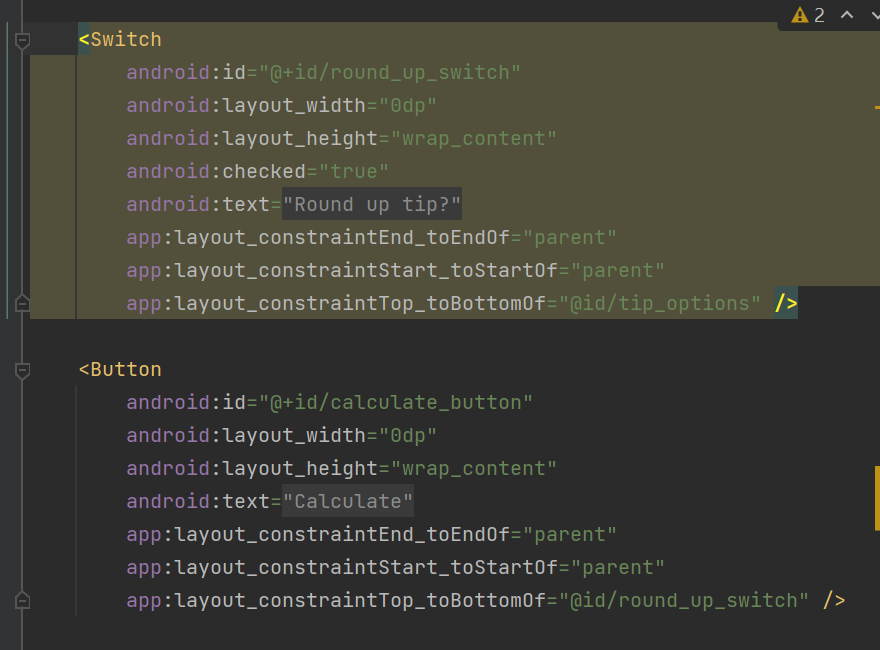 2
<Switch
android:id="@+id/round_up_switch"
android:layout_width="0dp"
android:layout_height="wrap_content"
android:checked="true"
android:text="Round up tip?"
app:layout_constraintEnd_toEndOf="parent"
app:layout_constraintStart_toStartOf="parent"
app:layout_constraintTop_toBottomOf="@id/tip_options" />
<Button
android:id="@+id/calculate_button"
android:layout_width="0dp"
android:layout_height="wrap_content"
android:text="Calculate"
app:layout_constraintEnd_toEndOf="parent"
app:layout_constraintStart_toStartOf="parent"
app:layout_constraintTop_toBottomOf="@id/round_up_switch" />